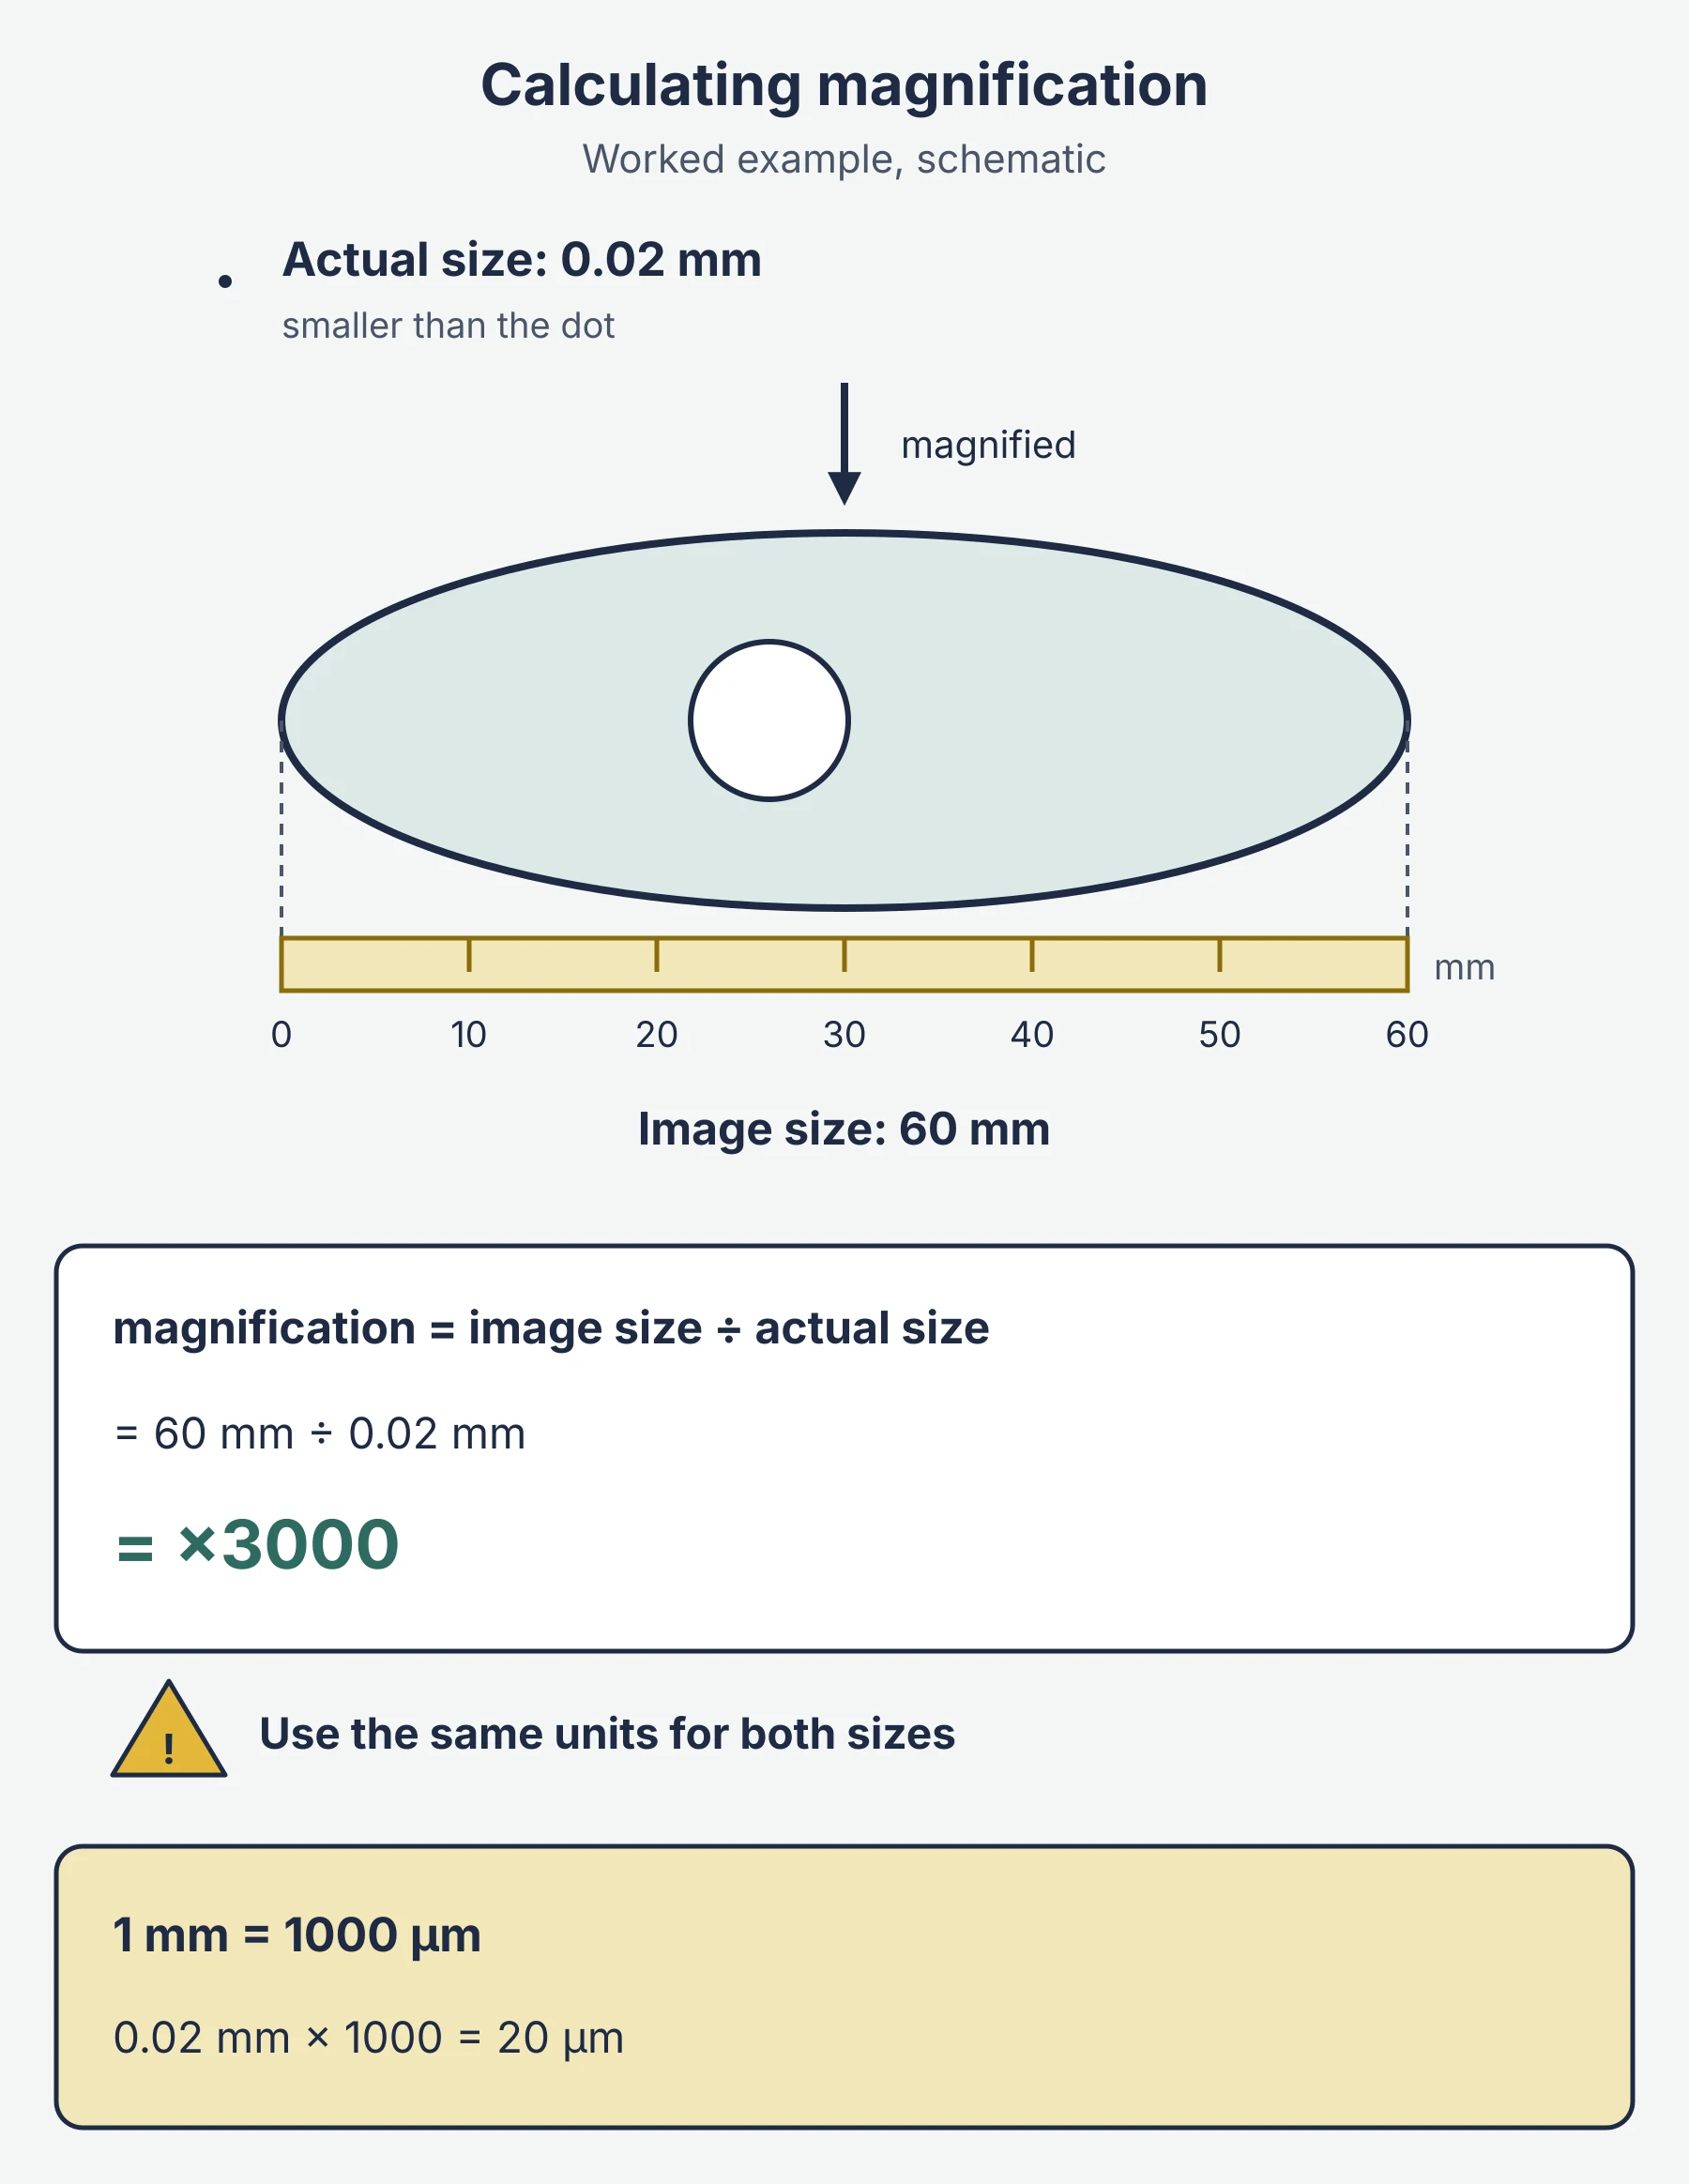 Calculating magnification
Worked example, schematic
Actual size: 0.02 mm
smaller than the dot
magnified
mm
0 10 20 30 40 50 60
Image size: 60 mm
magnification = image size ÷ actual size
= 60 mm ÷ 0.02 mm
= ×3000
! Use the same units for both sizes
1 mm = 1000 µm
0.02 mm × 1000 = 20 µm